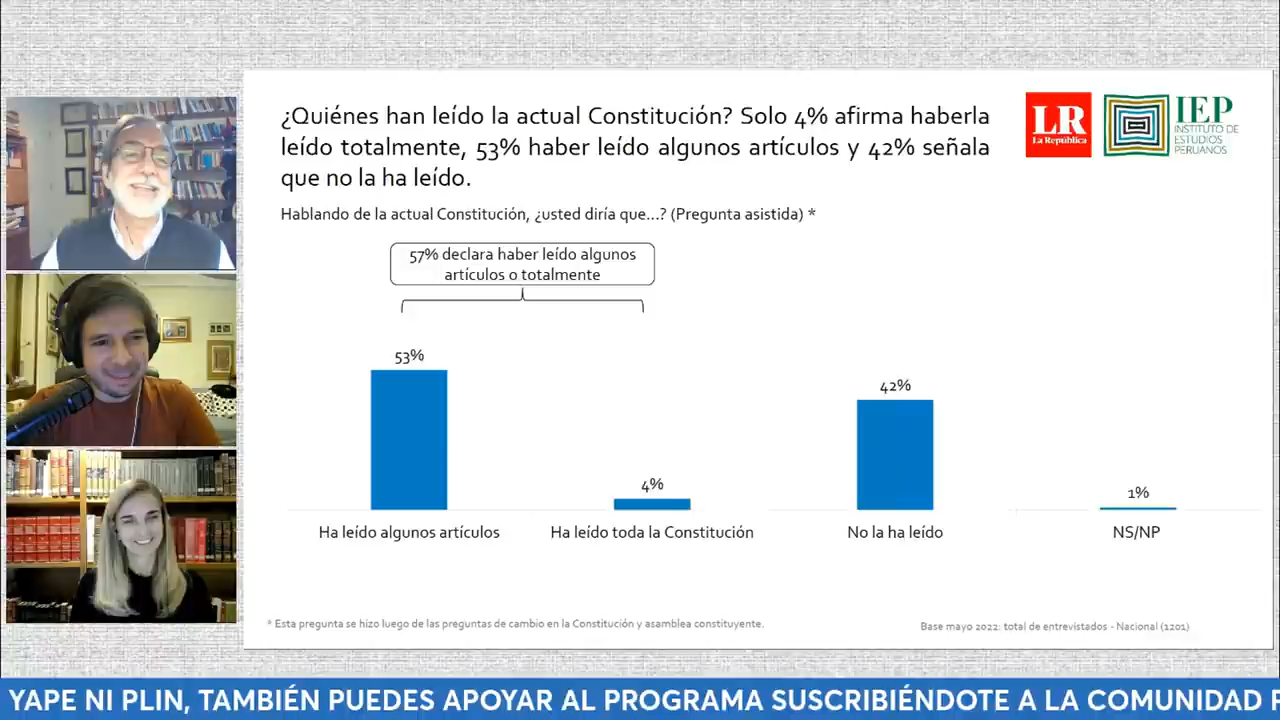 ¿Quiénes han leído la actual Constitución? Solo 4% afirma haberla
leído totalmente, 53% haber leído algunos artículos y 42% señala
que no la ha leído.
LR
La República
IEP
INSTITUTO DE
ESTUDIOS
PERUANOS
Hablando de la actual Constitución, ¿usted diría que...? (Pregunta asistida) *
57% declara haber leído algunos
artículos o totalmente
53%
4%
42%
1%
Ha leído algunos artículos
Ha leído toda la Constitución
No la ha leído
NS/NP
* Esta pregunta se hizo luego de las preguntas de cambio en la Constitución y asamblea constituyente.
Base mayo 2022: total de entrevistados - Nacional (1201)
YAPE NI PLIN, TAMBIÉN PUEDES APOYAR AL PROGRAMA SUSCRIBIÉNDOTE A LA COMUNIDAD